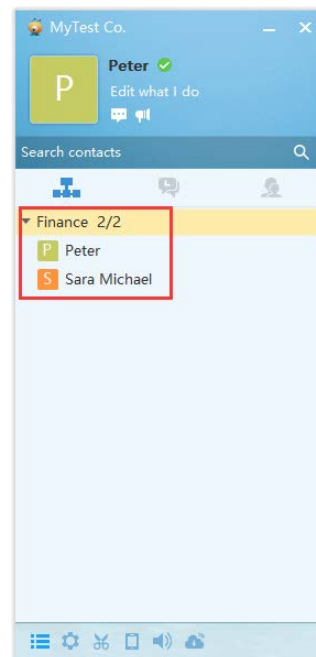 MyTest Co.
P
Peter
Edit what I do
Search contacts
Finance 2/2
P Peter
S Sara Michael